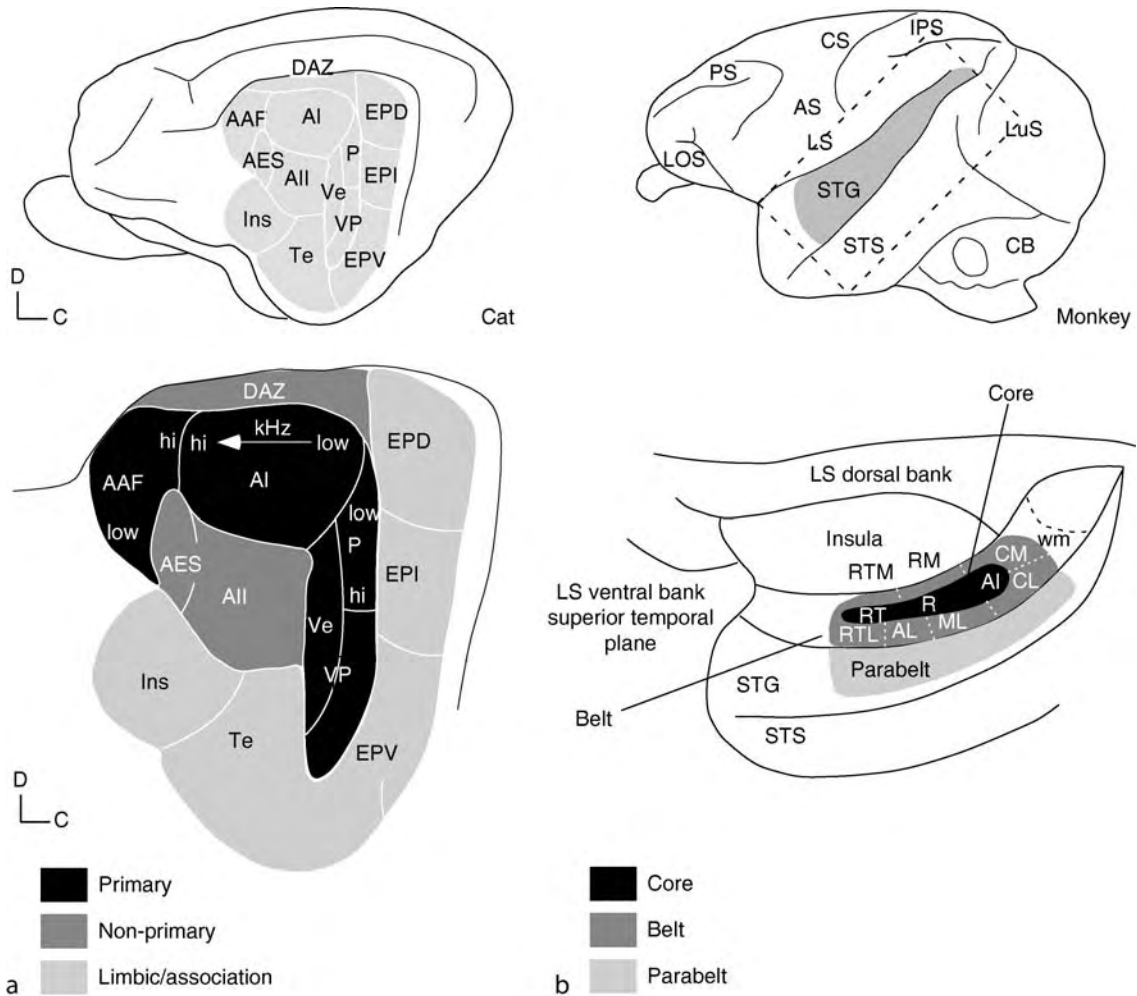 DAZ
AAF
AI
EPD
AES
AII
P
Ve
EPI
Ins
VP
Te
EPV
D
C
Cat
IPS
CS
PS
AS
LS
LuS
LOS
STG
STS
CB
Monkey
DAZ
hi
hi
kHz
low
EPD
AAF
AI
low
low
P
AES
hi
EPI
AII
Ve
Ins
VP
Te
EPV
D
C
Primary
Non-primary
Limbic/association
a
Core
LS dorsal bank
Insula
wm
RM
CM
RTM
AI
CL
LS ventral bank
superior temporal
plane
R
RT
ML
RTL
AL
Parabelt
STG
Belt
STS
Core
Belt
Parabelt
b